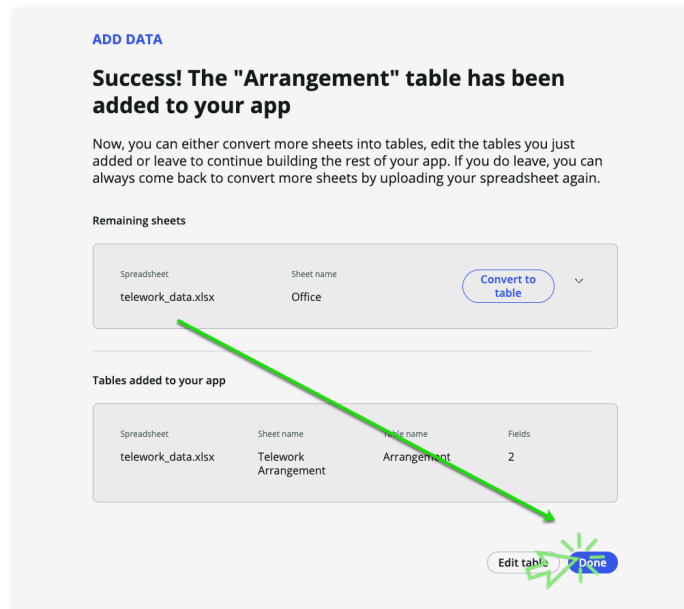 ADD DATA
Success! The "Arrangement" table has been
added to your app
Now, you can either convert more sheets into tables, edit the tables you just
added or leave to continue building the rest of your app. If you do leave, you can
always come back to convert more sheets by uploading your spreadsheet again.
Remaining sheets
Spreadsheet Sheet name
telework_data.xlsx Office
Convert to
table
Tables added to your app
Spreadsheet Sheet name Table name Fields
telework_data.xlsx Telework Arrangement 2
Arrangement
Edit table Done